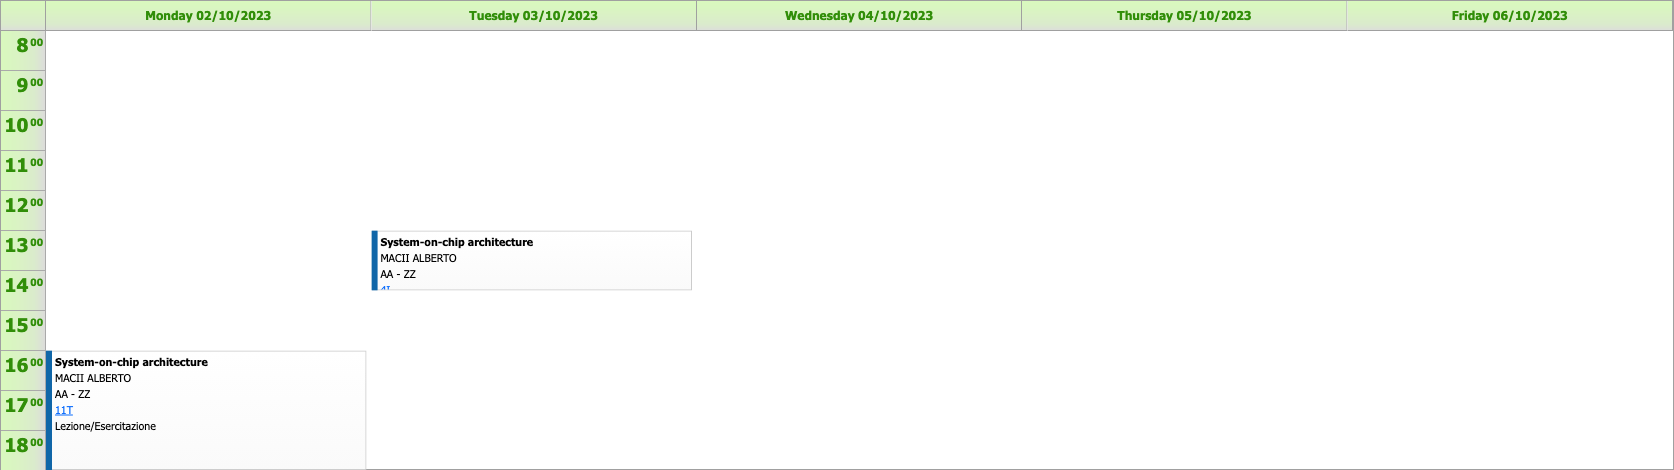 Monday 02/10/2023 Tuesday 03/10/2023 Wednesday 04/10/2023 Thursday 05/10/2023 Friday 06/10/2023
8 00
9 00
10 00
11 00
12 00
13 00
System-on-chip architecture
MACII ALBERTO
AA - ZZ
14 00
15 00
16 00
System-on-chip architecture
MACII ALBERTO
AA - ZZ
11T
Lezione/Esercitazione
17 00
18 00